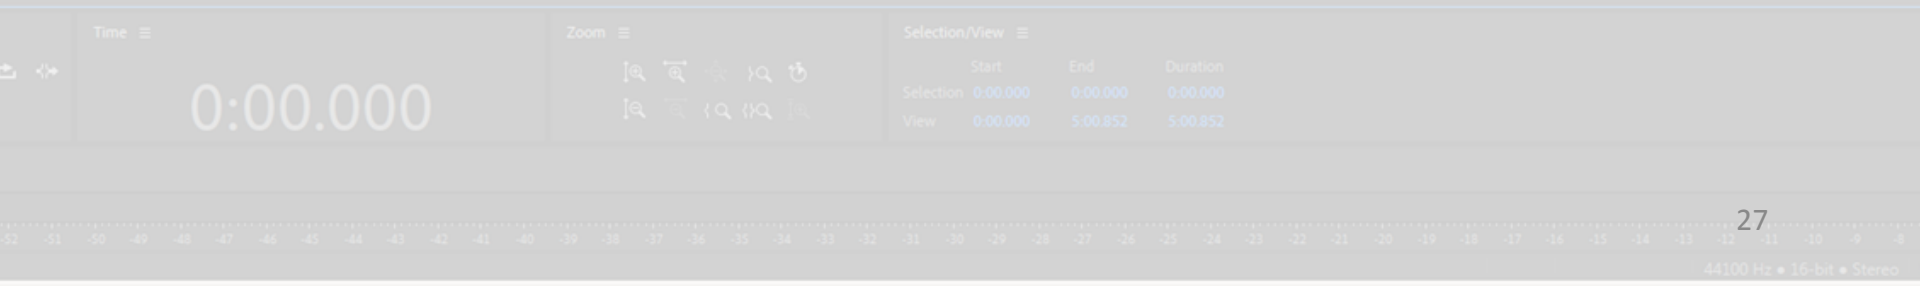 Time
Zoom
Selection/View
Start End Duration
0:00.000
Selection 0:00.000 0:00.000 0:00.000
View 0:00.000 5:00.852 5:00.852
27
-52 -51 -50 -49 -48 -47 -46 -45 -44 -43 -42 -41 -40 -39 -38 -37 -36 -35 -34 -33 -32 -31 -30 -29 -28 -27 -26 -25 -24 -23 -22 -21 -20 -19 -18 -17 -16 -15 -14 -13 -12 -11 -10 -9 -8
44100 Hz ● 16-bit ● Stereo